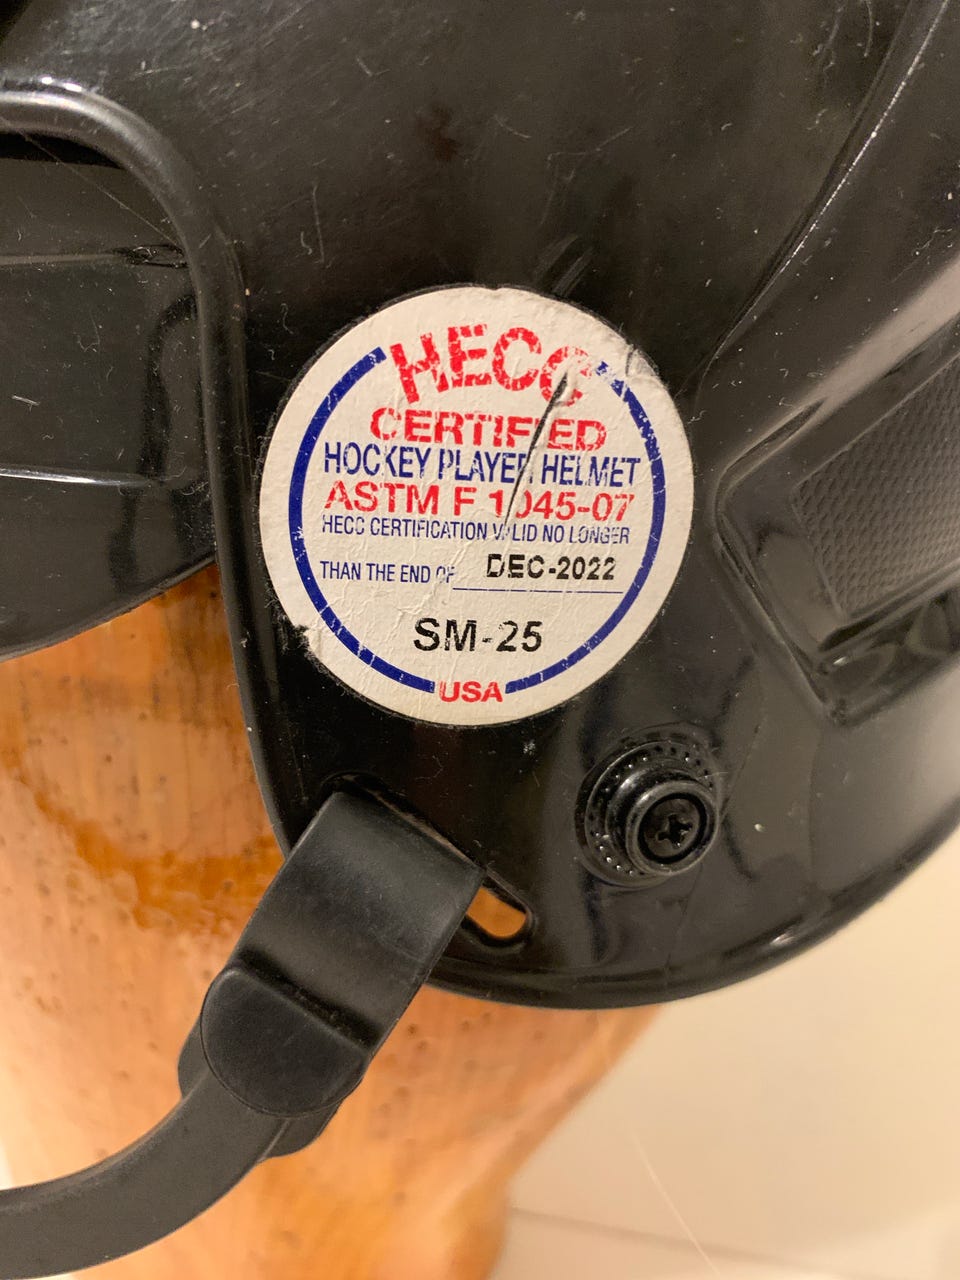 HECC
CERTIFIED
HOCKEY PLAYER HELMET
ASTM F 1045-07
HECC CERTIFICATION VALID NO LONGER
THAN THE END OF DEC-2022
SM-25
USA